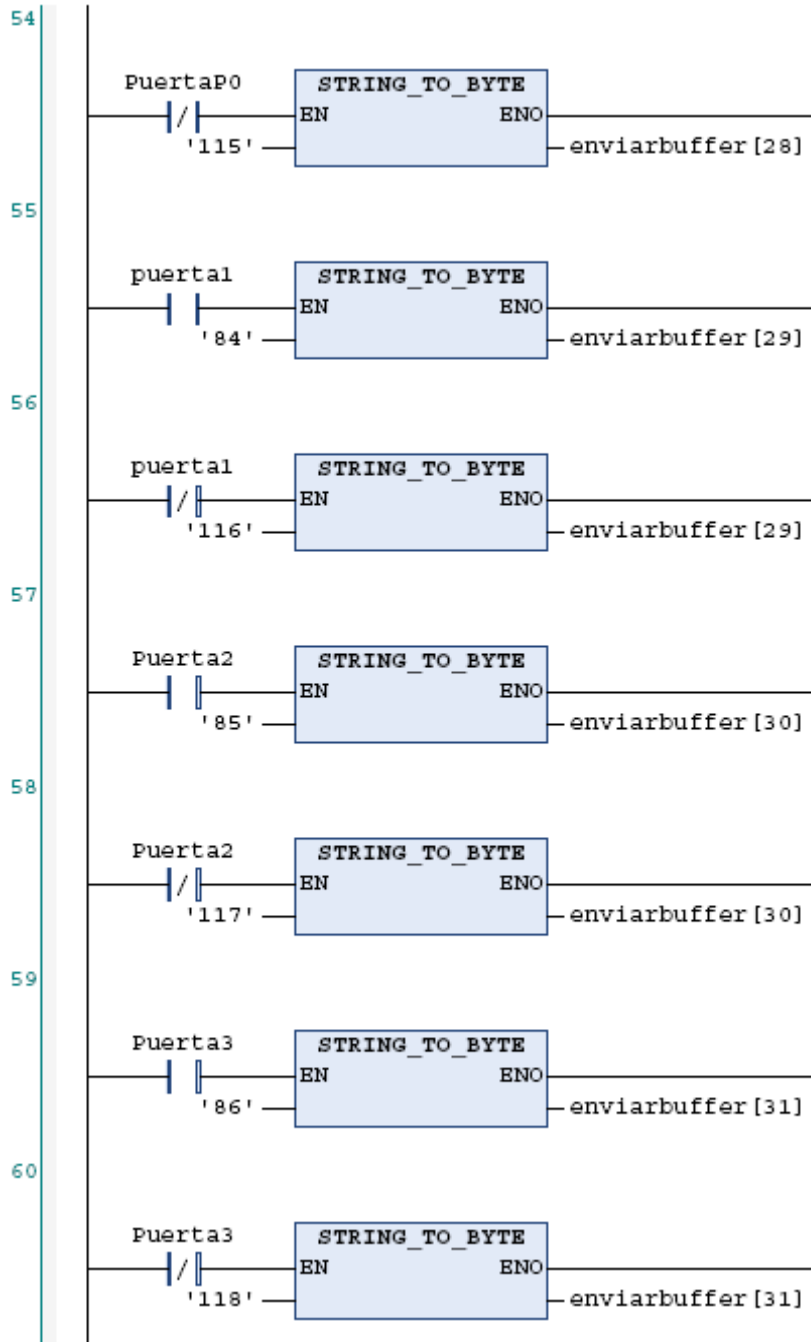 54
PuertaP0
STRING_TO_BYTE
EN ENO
'115' enviarbuffer[28]
55
puerta1
STRING_TO_BYTE
EN ENO
'84' enviarbuffer[29]
56
puerta1
STRING_TO_BYTE
EN ENO
'116' enviarbuffer[29]
57
Puerta2
STRING_TO_BYTE
EN ENO
'85' enviarbuffer[30]
58
Puerta2
STRING_TO_BYTE
EN ENO
'117' enviarbuffer[30]
59
Puerta3
STRING_TO_BYTE
EN ENO
'86' enviarbuffer[31]
60
Puerta3
STRING_TO_BYTE
EN ENO
'118' enviarbuffer[31]